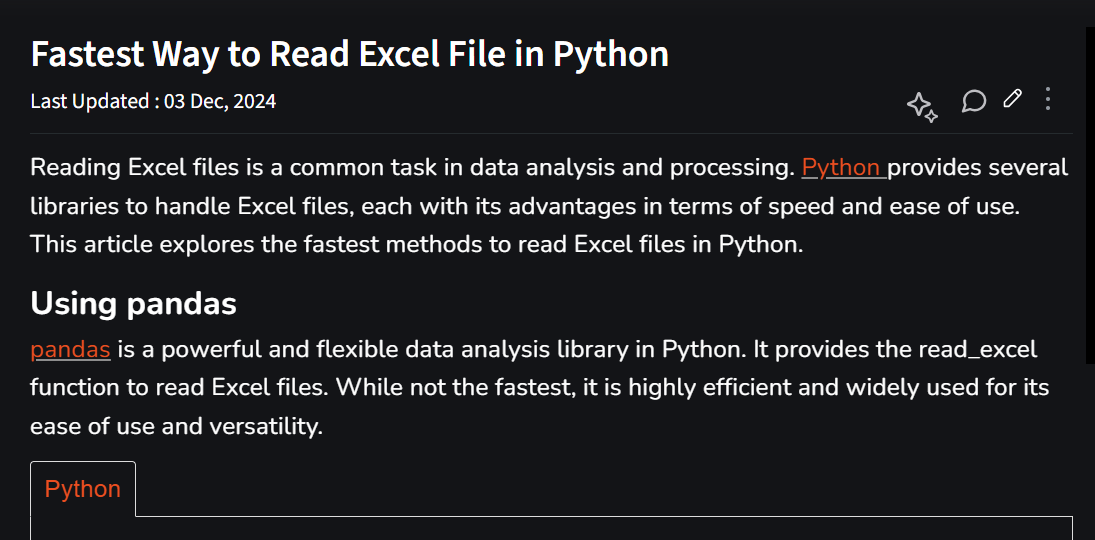 Fastest Way to Read Excel File in Python
Last Updated : 03 Dec, 2024
Reading Excel files is a common task in data analysis and processing. Python provides several
libraries to handle Excel files, each with its advantages in terms of speed and ease of use.
This article explores the fastest methods to read Excel files in Python.
Using pandas
pandas is a powerful and flexible data analysis library in Python. It provides the read_excel
function to read Excel files. While not the fastest, it is highly efficient and widely used for its
ease of use and versatility.
Python